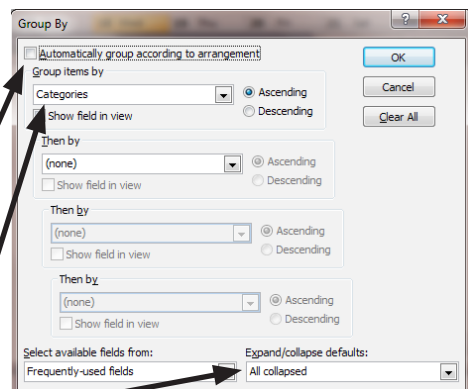 Group By
Automatically group according to arrangement
OK
Group items by
Categories
Ascending
Cancel
Show field in view
Descending
Clear All
Then by
(none)
Ascending
Show field in view
Descending
Then by
(none)
Ascending
Show field in view
Descending
Then by
(none)
Ascending
Show field in view
Descending
Select available fields from:
Expand/collapse defaults:
Frequently-used fields
All collapsed